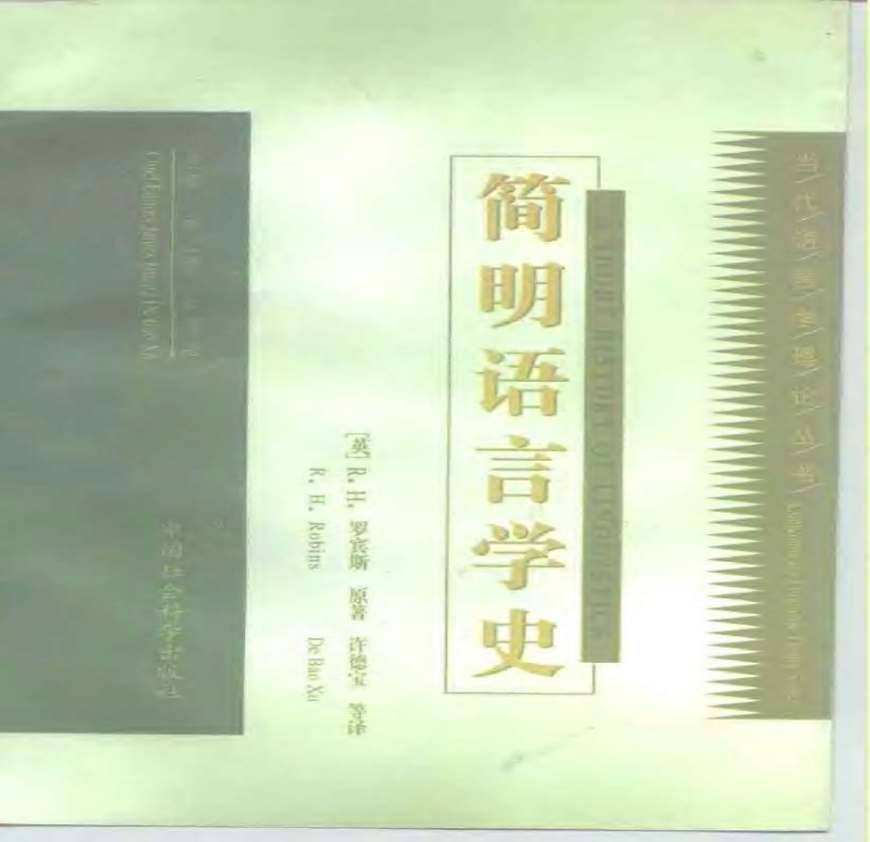 当代语言学理论丛书
简明语言学史
A SHORT HISTORY OF LINGUISTICS
[英] R. H. 罗宾斯 原著 许德宝 等译
R. H. Robins De Bao Xu
中国社会科学出版社